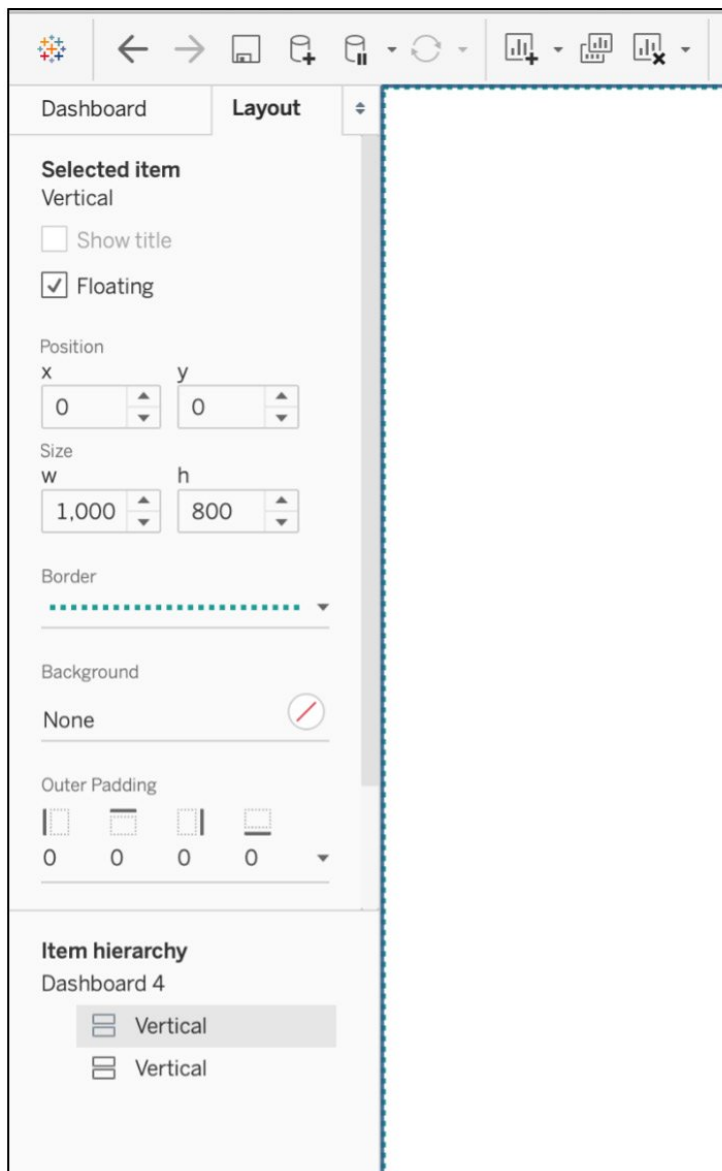 Dashboard Layout
Selected item
Vertical
Show title
Floating
Position
x y
0 0
Size
w h
1,000 800
Border
Background
None
Outer Padding
0 0 0 0
Item hierarchy
Dashboard 4
Vertical
Vertical